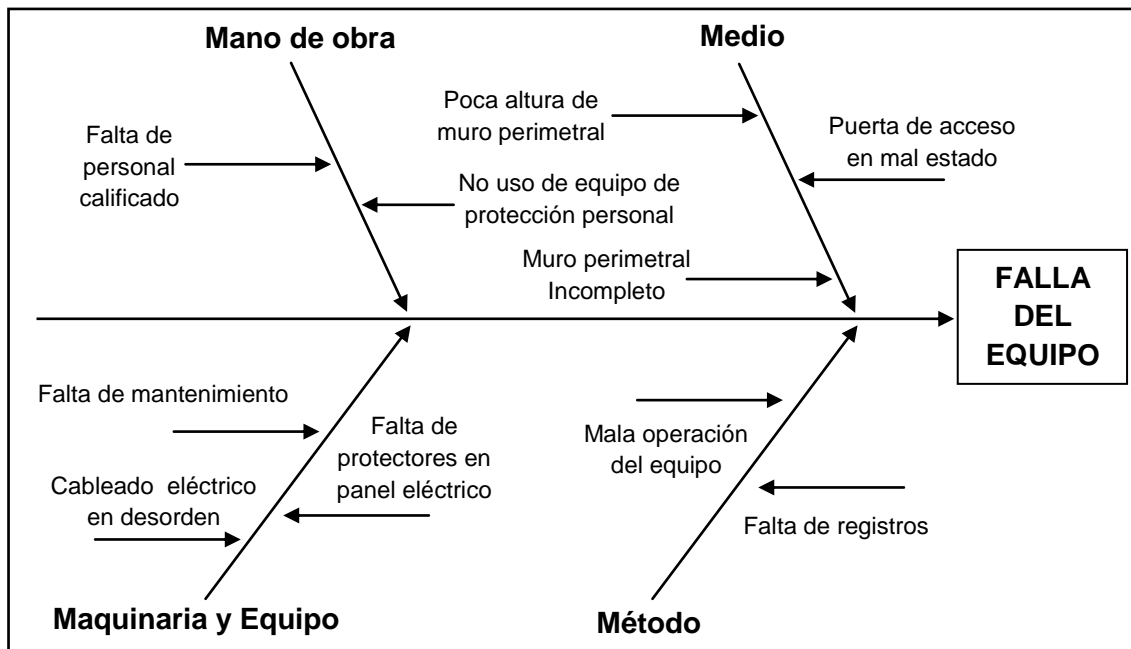 Mano de obra
Medio
Falta de
personal
calificado
No uso de equipo de
protección personal
Poca altura de
muro perimetral
Puerta de acceso
en mal estado
Muro perimetral
Incompleto
FALLA
DEL
EQUIPO
Falta de mantenimiento
Falta de
protectores en
panel eléctrico
Cableado eléctrico
en desorden
Mala operación
del equipo
Falta de registros
Maquinaria y Equipo
Método